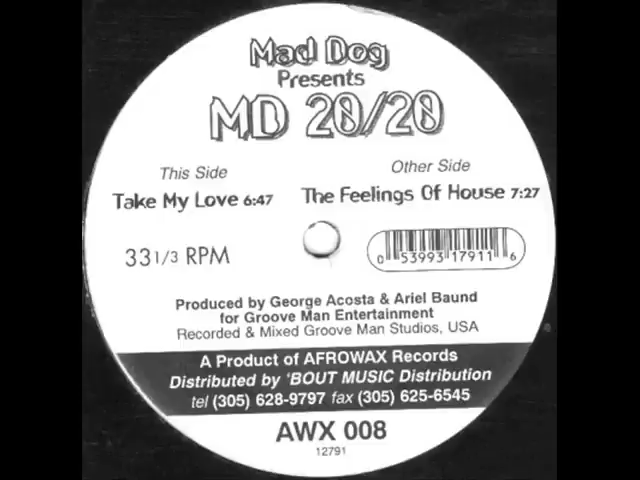 Mad Dog
Presents
MD 20/20
This Side
Other Side
Take My Love 6:47
The Feelings Of House 7:27
33 1/3 RPM
0 53993 17911 6
Produced by George Acosta & Ariel Baund
for Groove Man Entertainment
Recorded & Mixed Groove Man Studios, USA
A Product of AFROWAX Records
Distributed by ‘BOUT MUSIC Distribution
tel (305) 628-9797 fax (305) 625-6545
AWX 008
12791